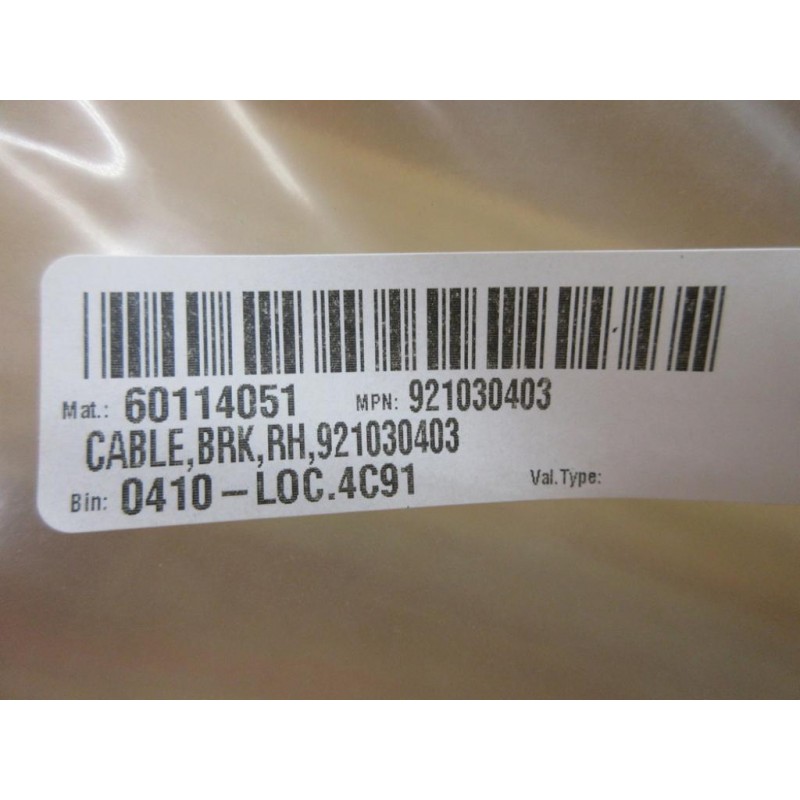 Mat.: 60114051 MPN: 921030403
CABLE,BRK,RH,921030403
Bin: 0410-LOC.4C91 Val.Type: